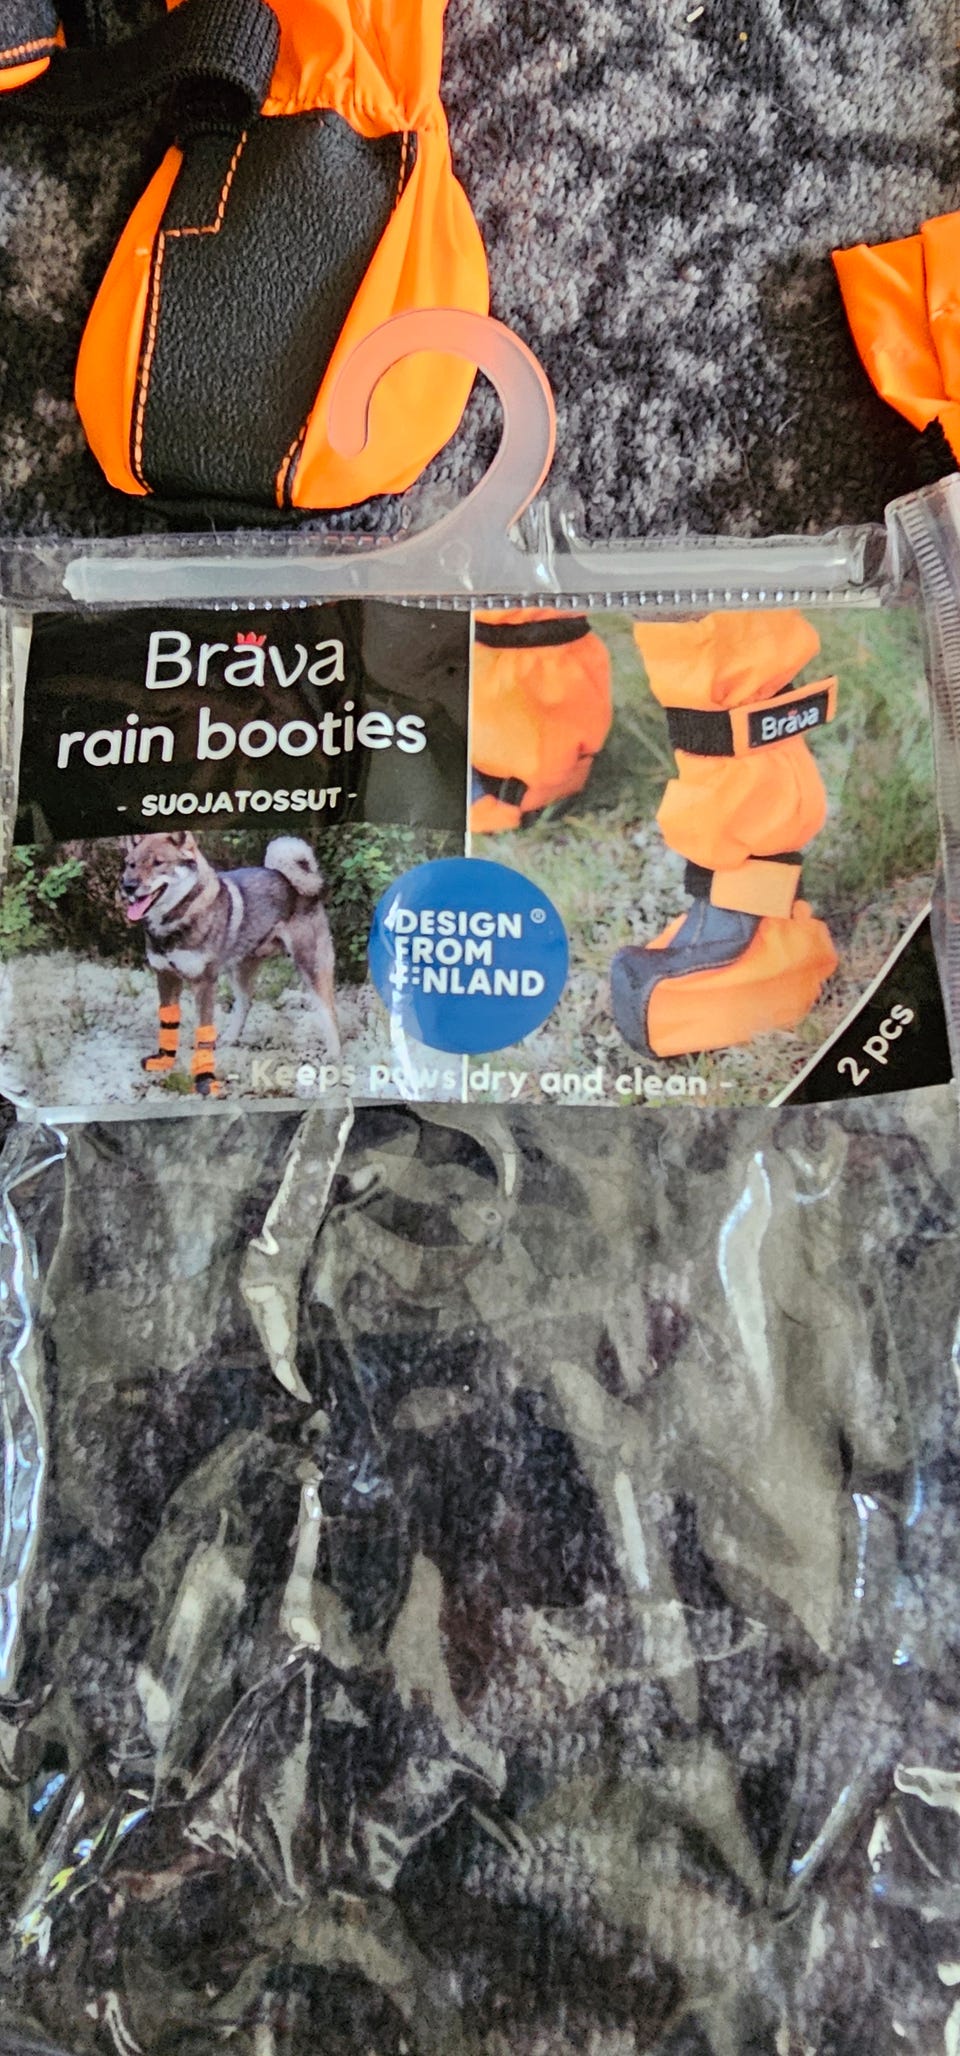 Brava
rain booties
- SUOJATOSSUT -
Brava
DESIGN ®
FROM
FINLAND
2 pcs
- Keeps paws dry and clean -